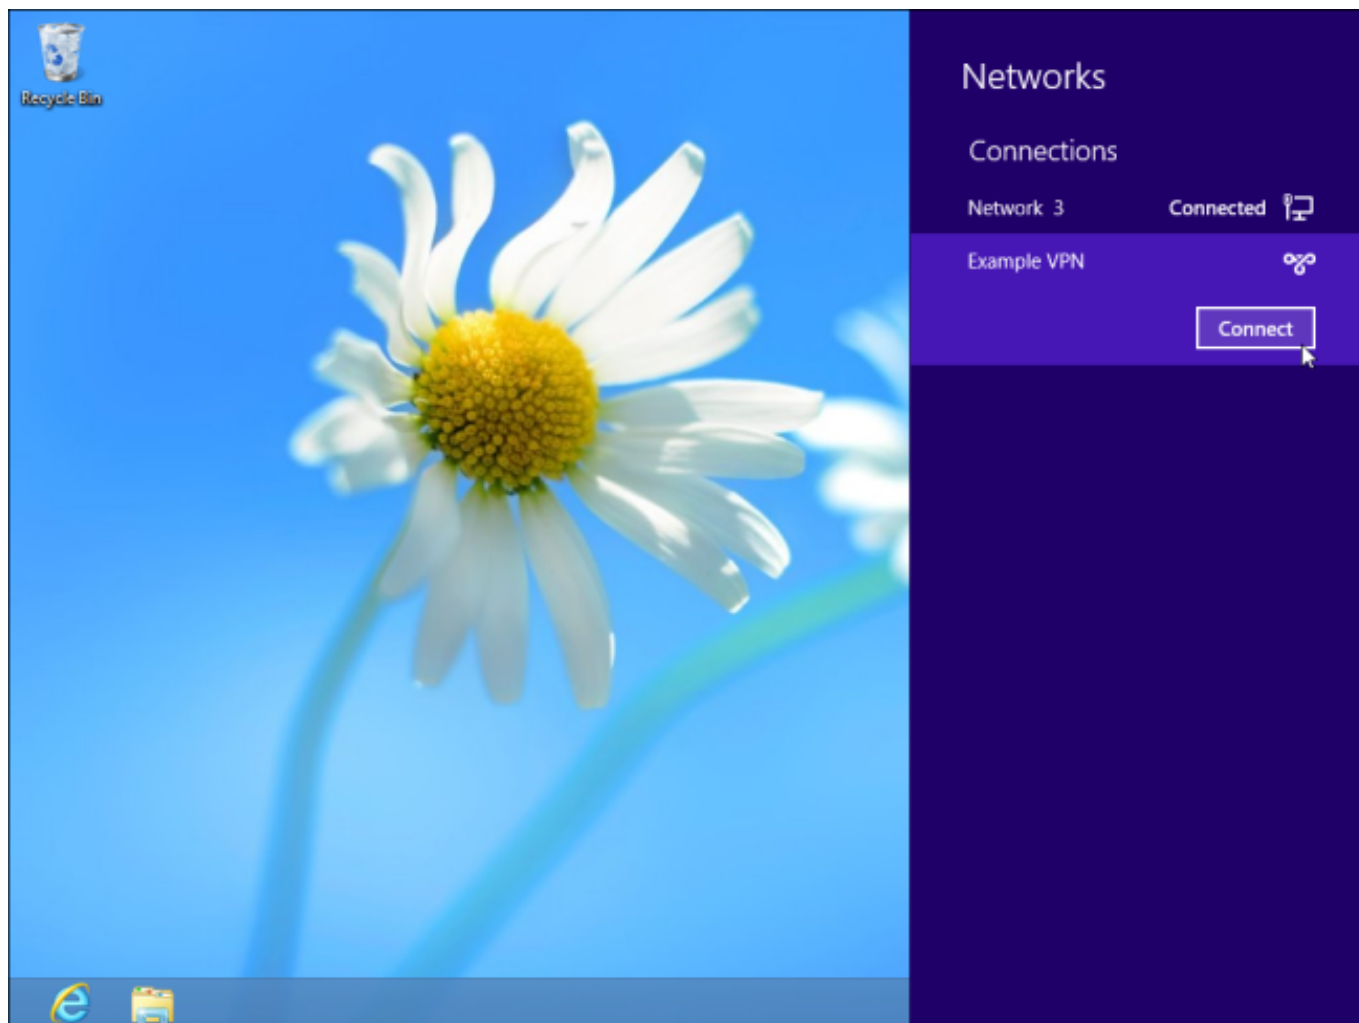 Recycle Bin
Networks
Connections
Network 3 Connected
Example VPN
Connect